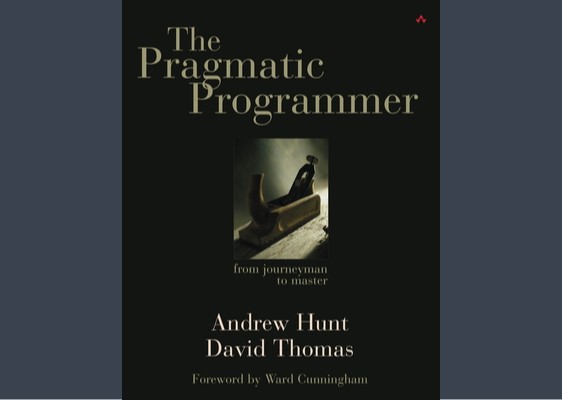 The
Pragmatic
Programmer
from journeyman
to master
Andrew Hunt
David Thomas
Foreword by Ward Cunningham